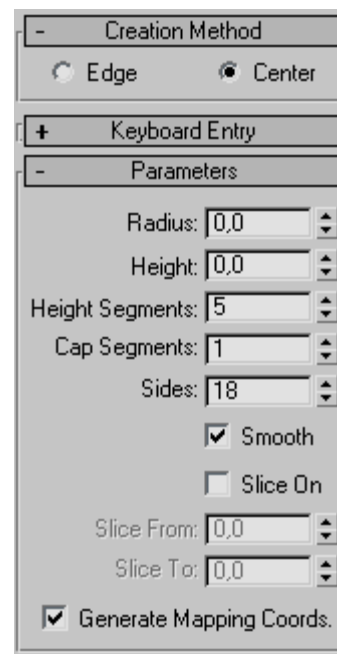 - Creation Method
Edge Center
+ Keyboard Entry
- Parameters
Radius: 0,0
Height: 0,0
Height Segments: 5
Cap Segments: 1
Sides: 18
Smooth
Slice On
Slice From: 0,0
Slice To: 0,0
Generate Mapping Coords.